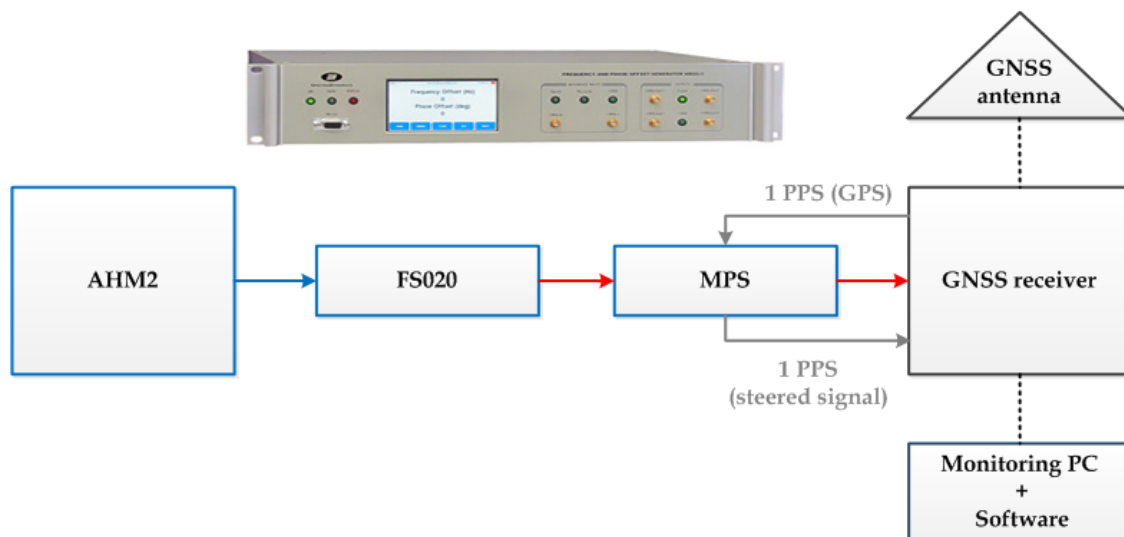 FREQUENCY AND PHASE OFFSET GENERATOR
Frequency Offset (Hz)
0
Phase Offset (deg)
0
GNSS
antenna
1 PPS (GPS)
AHM2
FS020
MPS
GNSS receiver
1 PPS
(steered signal)
Monitoring PC
+
Software